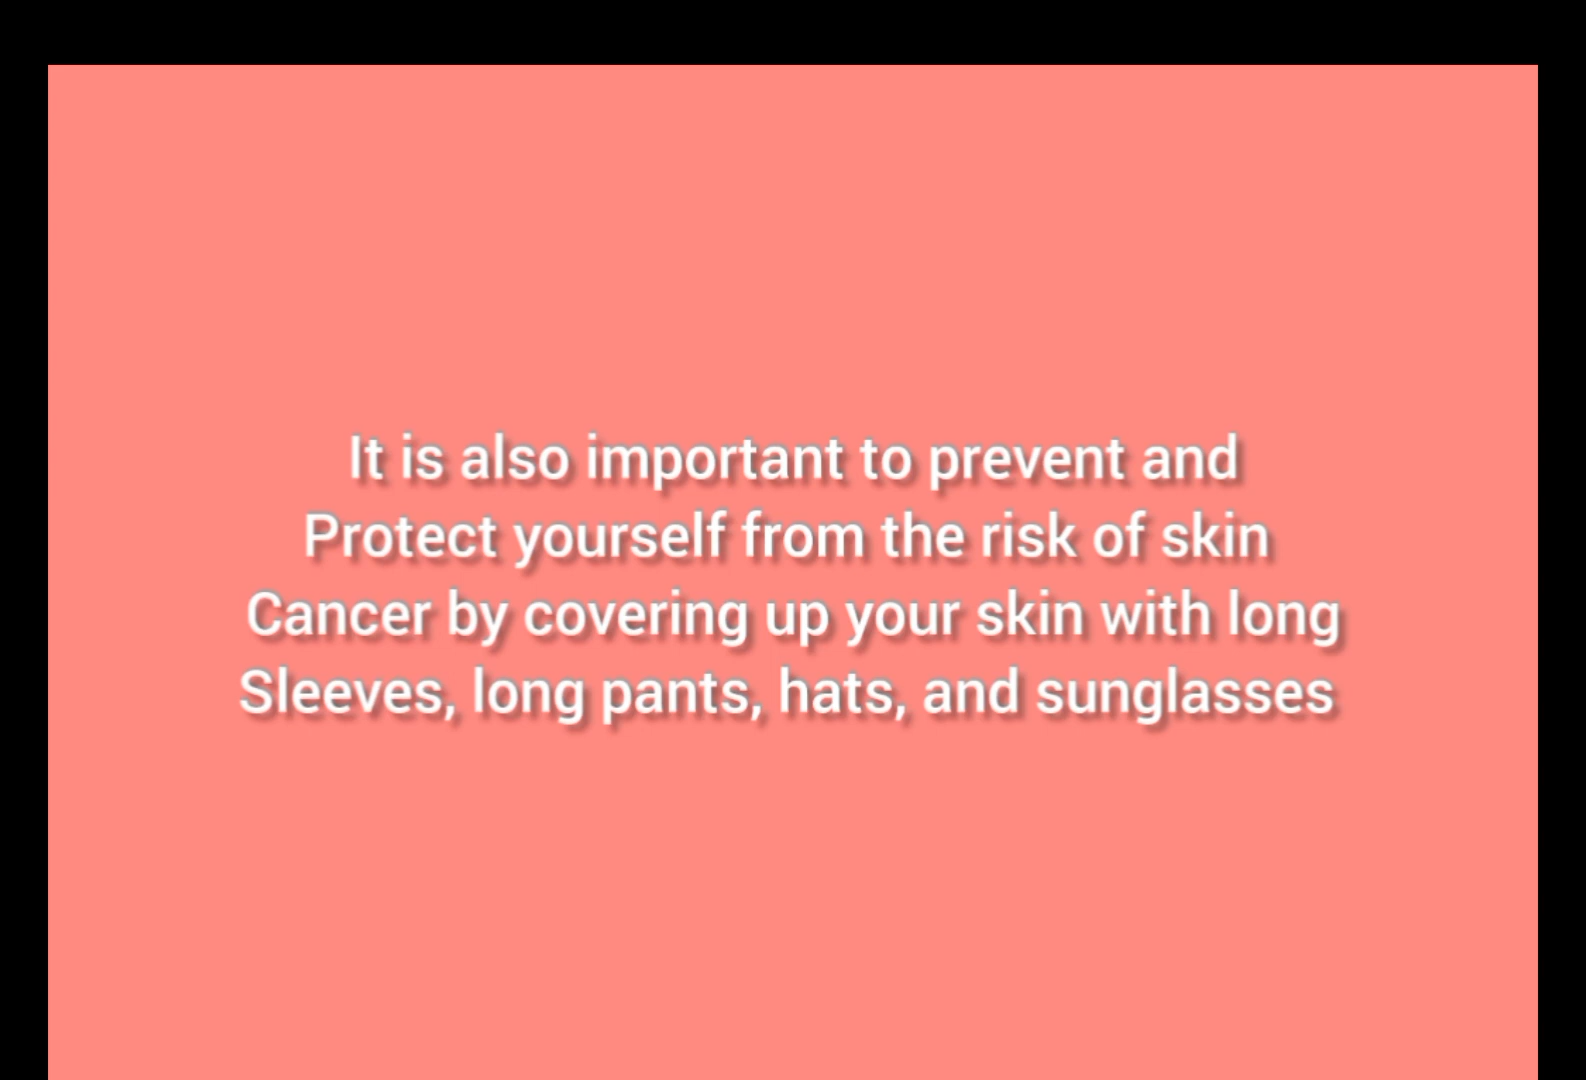 It is also important to prevent and
Protect yourself from the risk of skin
Cancer by covering up your skin with long
Sleeves, long pants, hats, and sunglasses